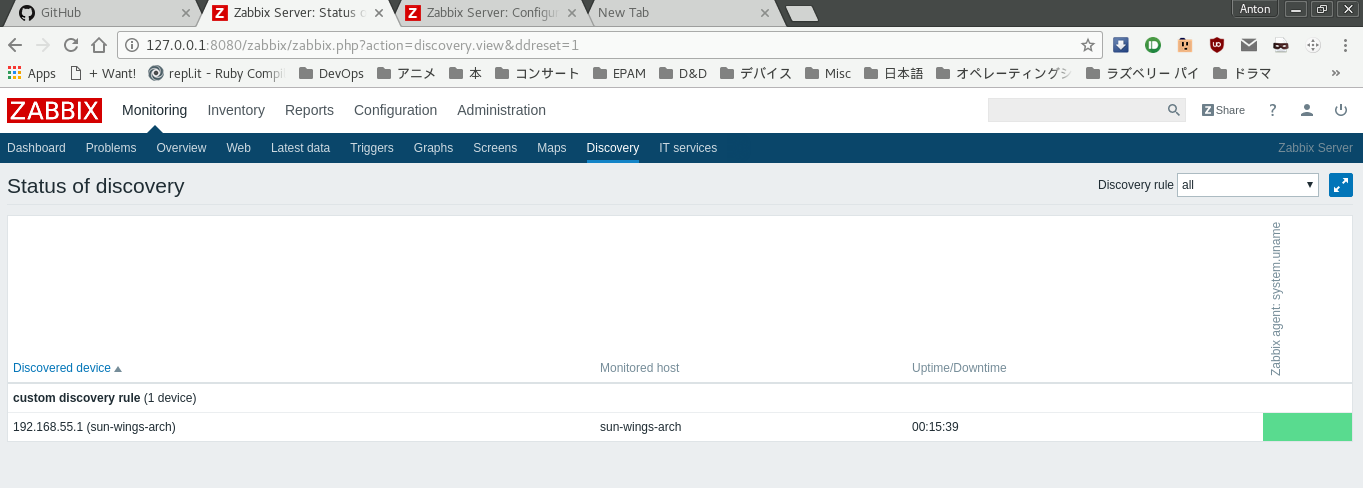 GitHub
Zabbix Server: Status o
Zabbix Server: Configur
New Tab
Anton
127.0.0.1:8080/zabbix/zabbix.php?action=discovery.view&ddreset=1
Apps + Want! repl.it - Ruby Compil DevOps アニメ 本 コンサート EPAM D&D デバイス Misc 日本語 オペレーティングシ ラズベリー パイ ドラマ »
ZABBIX Monitoring Inventory Reports Configuration Administration Z Share ?
Dashboard Problems Overview Web Latest data Triggers Graphs Screens Maps Discovery IT services Zabbix Server
Status of discovery Discovery rule all
Zabbix agent: system.uname
Discovered device Monitored host Uptime/Downtime
custom discovery rule (1 device)
192.168.55.1 (sun-wings-arch) sun-wings-arch 00:15:39